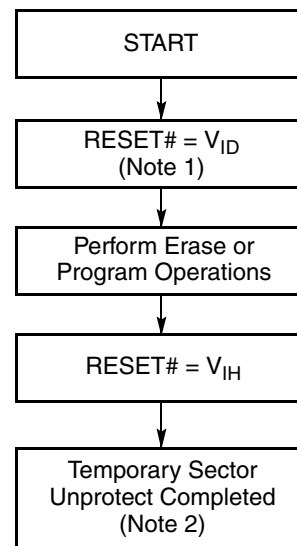 START
RESET# = VID
(Note 1)
Perform Erase or
Program Operations
RESET# = VIH
Temporary Sector
Unprotect Completed
(Note 2)